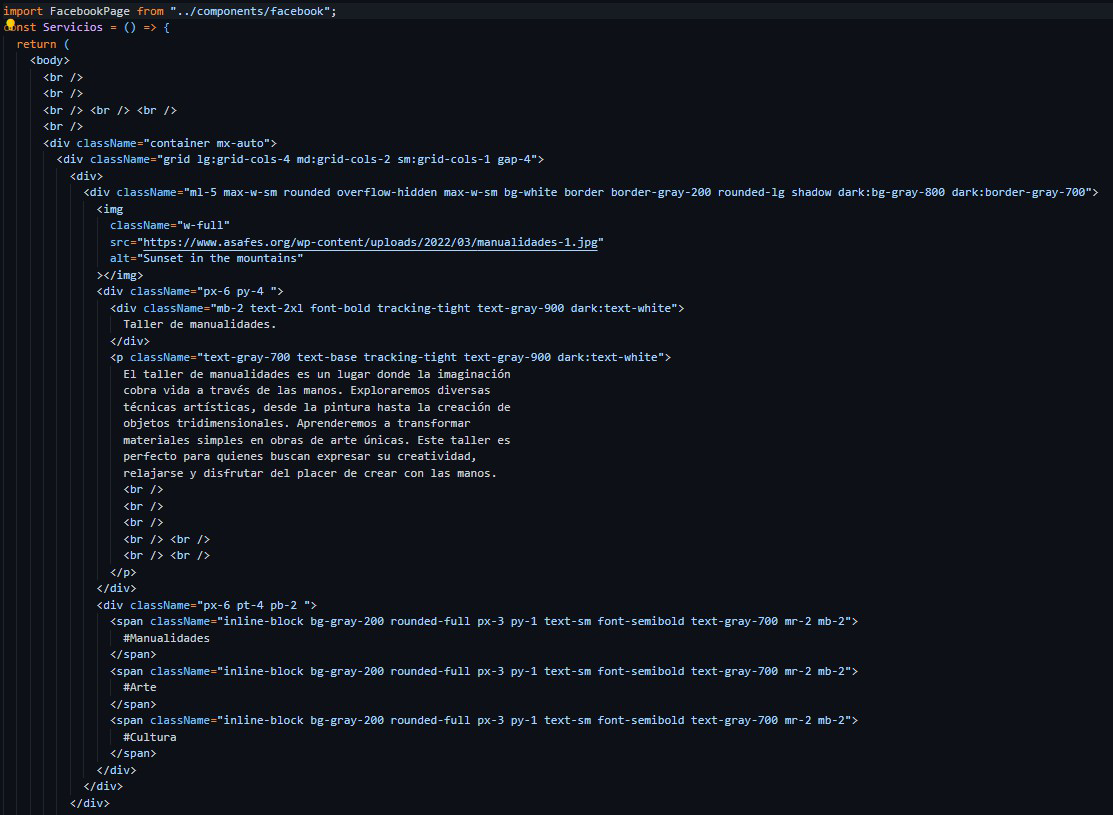 import FacebookPage from "../components/facebook";
const Servicios = () => {
return (
<body>
<br />
<br />
<br /> <br /> <br />
<br />
<div className="container mx-auto">
<div className="grid lg:grid-cols-4 md:grid-cols-2 sm:grid-cols-1 gap-4">
<div>
<div className="ml-5 max-w-sm rounded overflow-hidden max-w-sm bg-white border border-gray-200 rounded-lg shadow dark:bg-gray-800 dark:border-gray-700">
<img
className="w-full"
src="https://www.asafes.org/wp-content/uploads/2022/03/manualidades-1.jpg"
alt="Sunset in the mountains"
></img>
<div className="px-6 py-4 ">
<div className="mb-2 text-2xl font-bold tracking-tight text-gray-900 dark:text-white">
Taller de manualidades.
</div>
<p className="text-gray-700 text-base tracking-tight text-gray-900 dark:text-white">
El taller de manualidades es un lugar donde la imaginación
cobra vida a través de las manos. Exploraremos diversas
técnicas artísticas, desde la pintura hasta la creación de
objetos tridimensionales. Aprenderemos a transformar
materiales simples en obras de arte únicas. Este taller es
perfecto para quienes buscan expresar su creatividad,
relajarse y disfrutar del placer de crear con las manos.
<br />
<br />
<br />
<br /> <br />
<br /> <br />
</p>
</div>
<div className="px-6 pt-4 pb-2 ">
<span className="inline-block bg-gray-200 rounded-full px-3 py-1 text-sm font-semibold text-gray-700 mr-2 mb-2">
#Manualidades
</span>
<span className="inline-block bg-gray-200 rounded-full px-3 py-1 text-sm font-semibold text-gray-700 mr-2 mb-2">
#Arte
</span>
<span className="inline-block bg-gray-200 rounded-full px-3 py-1 text-sm font-semibold text-gray-700 mr-2 mb-2">
#Cultura
</span>
</div>
</div>
</div>